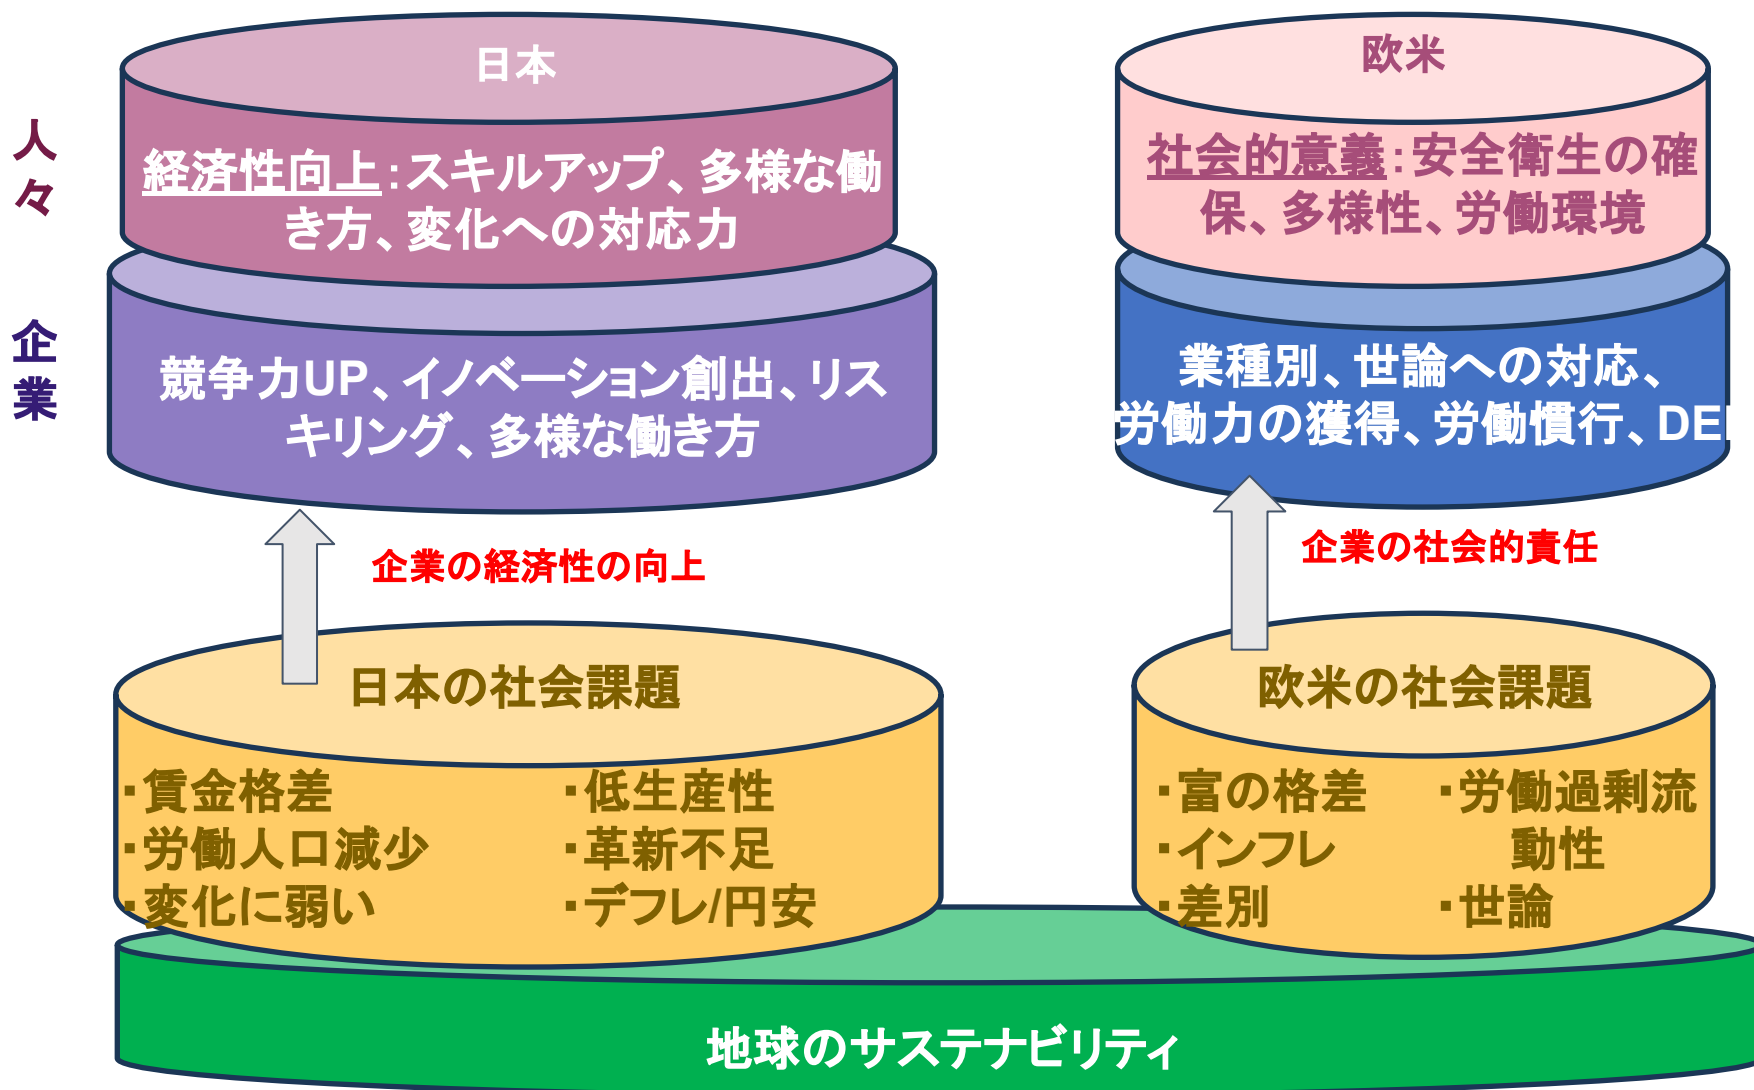 人々
企業
日本
経済性向上:スキルアップ、多様な働
き方、変化への対応力
競争力UP、イノベーション創出、リス
キリング、多様な働き方
企業の経済性の向上
日本の社会課題
・賃金格差
・労働人口減少
・変化に弱い
・低生産性
・革新不足
・デフレ/円安
欧米
社会的意義:安全衛生の確
保、多様性、労働環境
業種別、世論への対応、
労働力の獲得、労働慣行、DEI
企業の社会的責任
欧米の社会課題
・富の格差
・インフレ
・差別
・労働過剰流
動性
・世論
地球のサステナビリティ